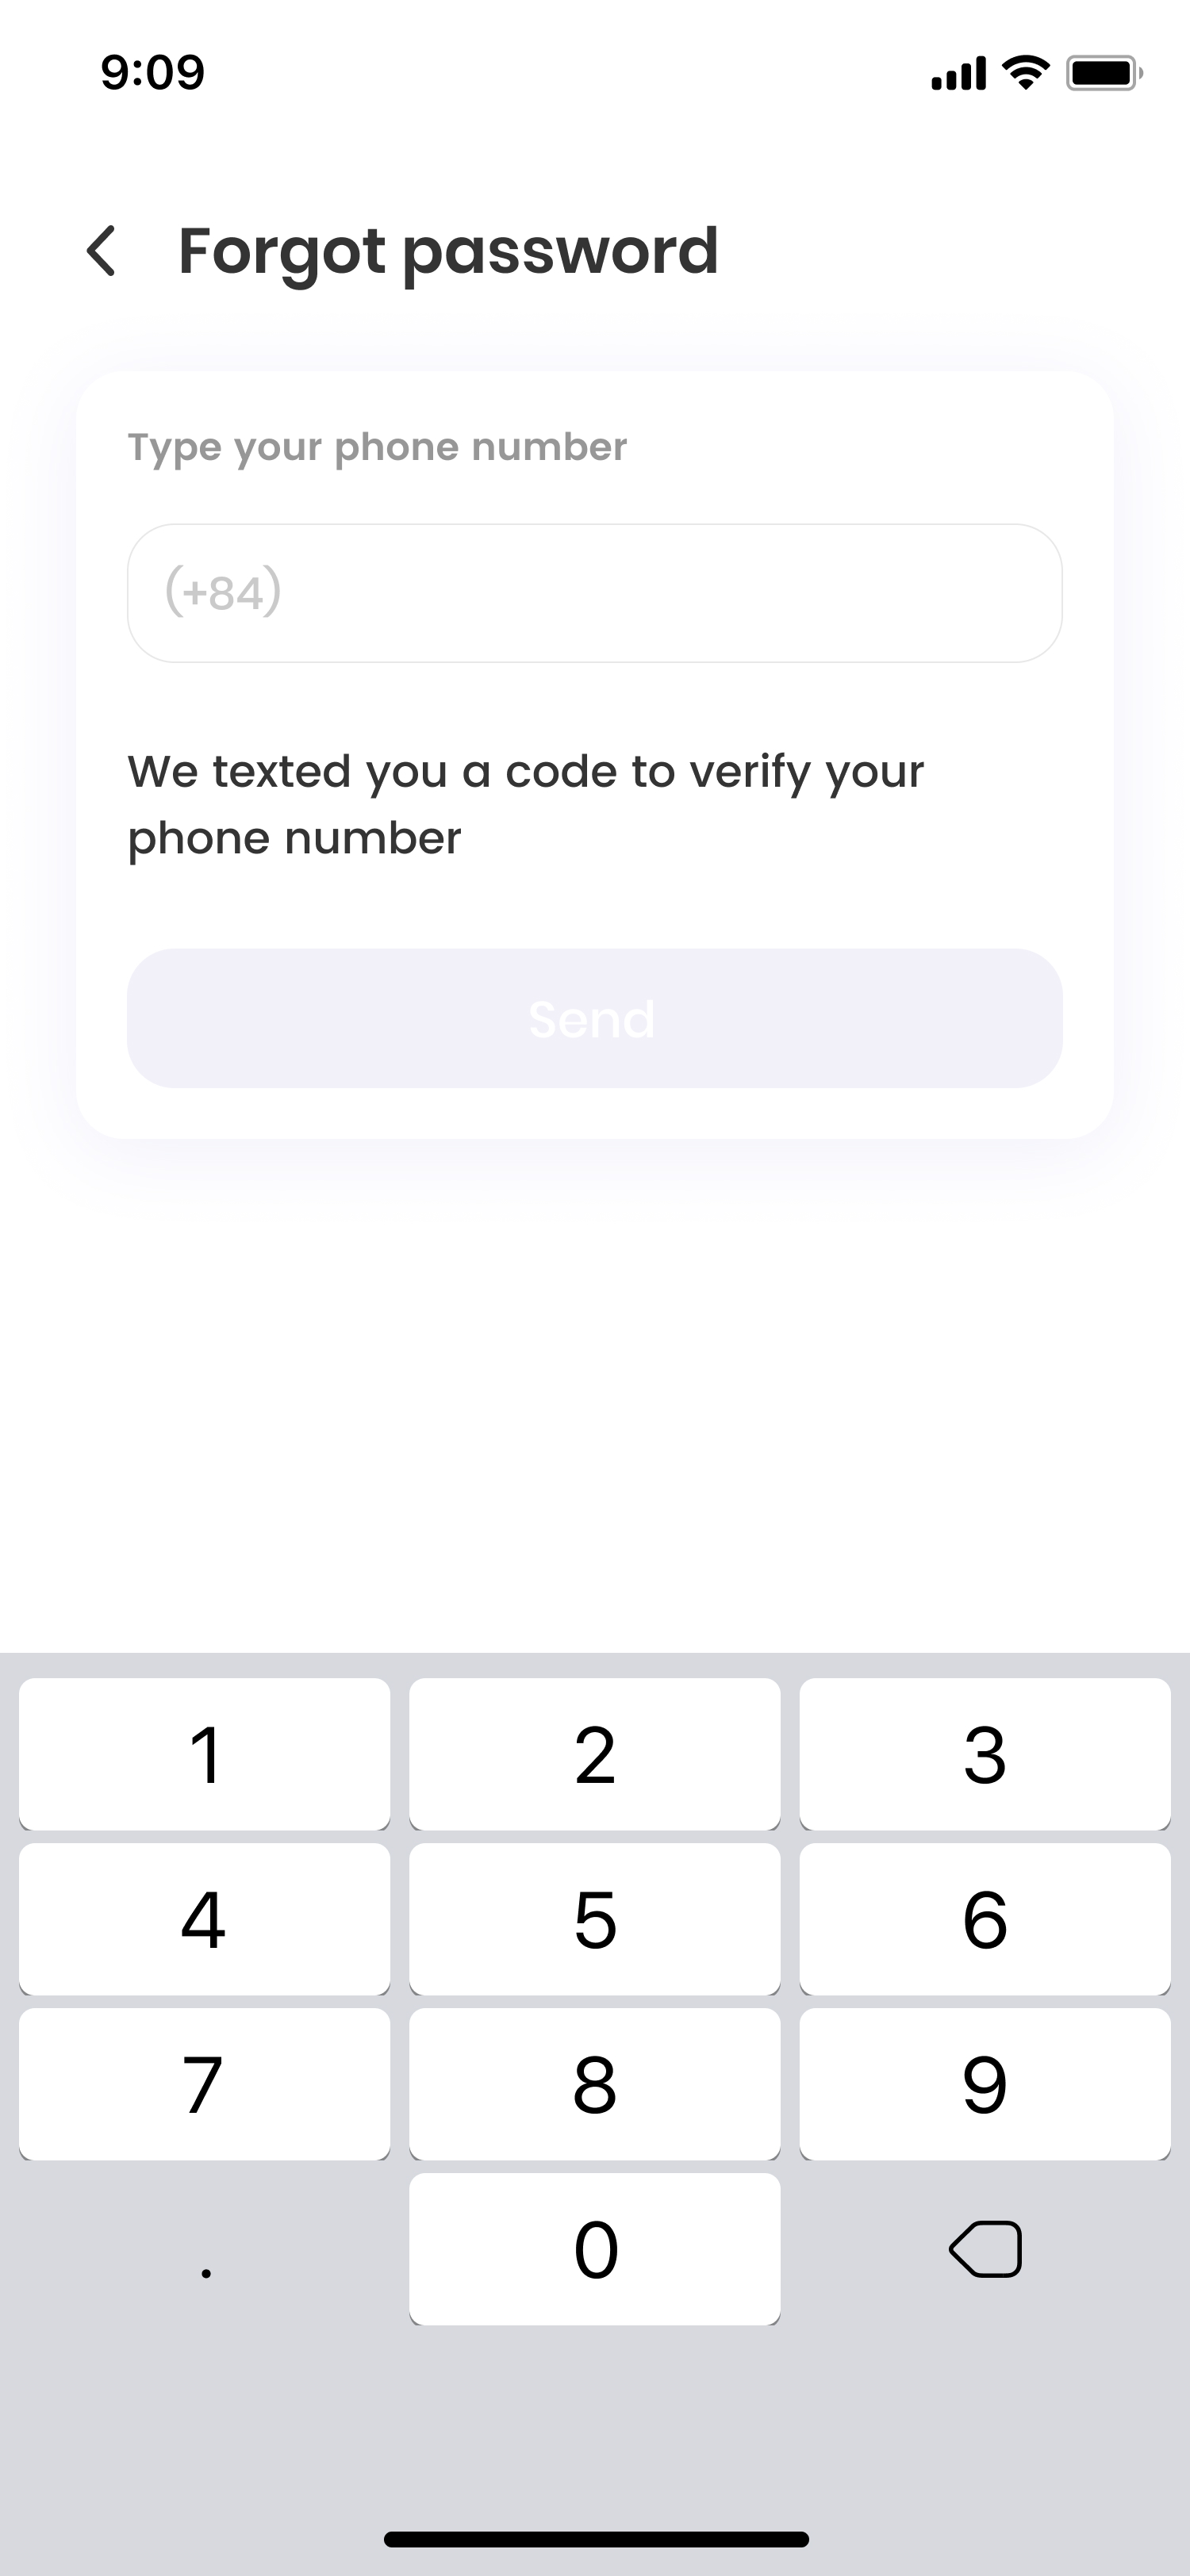 9:09
Forgot password
Type your phone number
(+84)
We texted you a code to verify your
phone number
Send
1 2 3
4 5 6
7 8 9
. 0